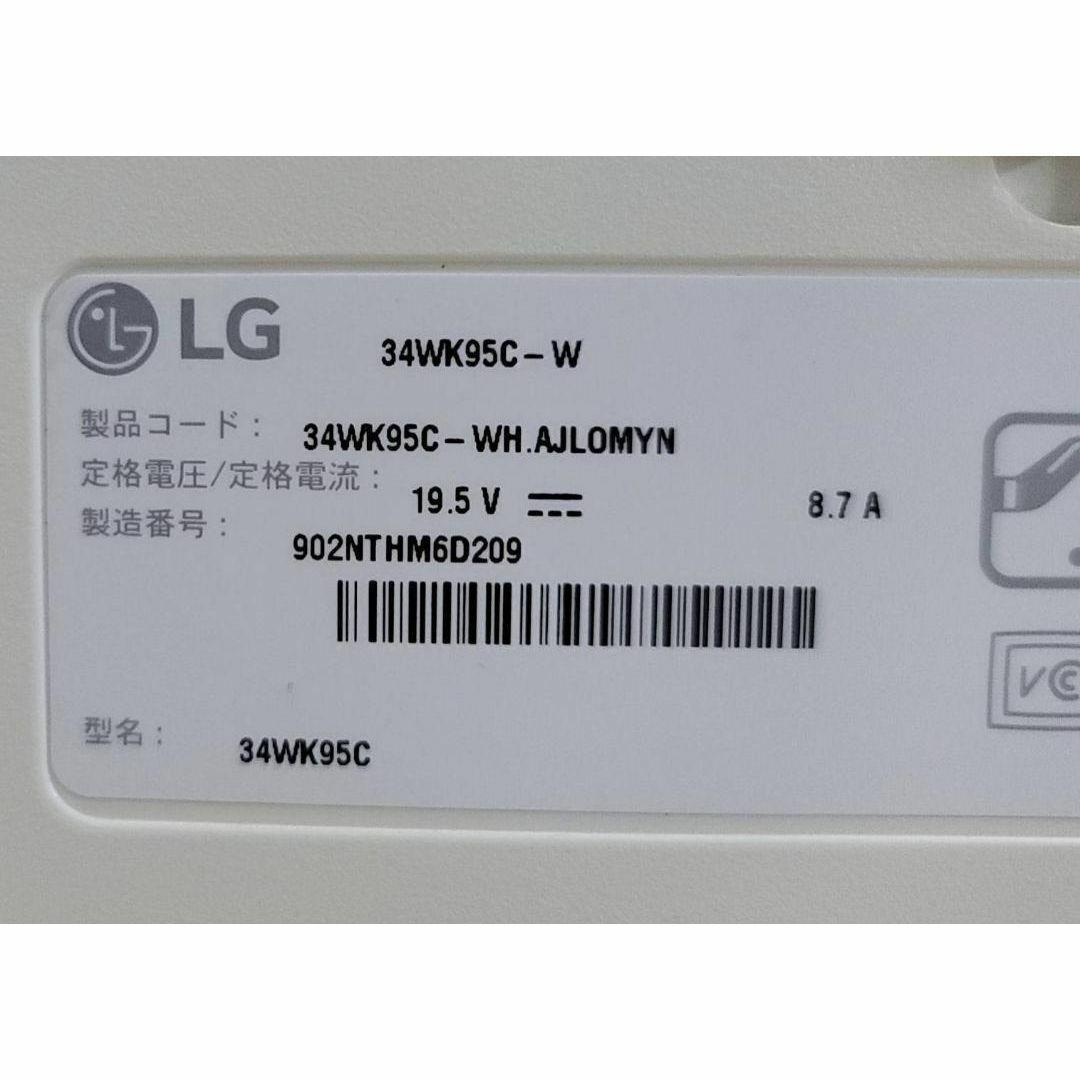 LG
34WK95C-W
製品コード: 34WK95C-WH.AJLOMYN
定格電圧/定格電流: 19.5 V 8.7 A
製造番号: 902NTHM6D209
型名: 34WK95C
VC